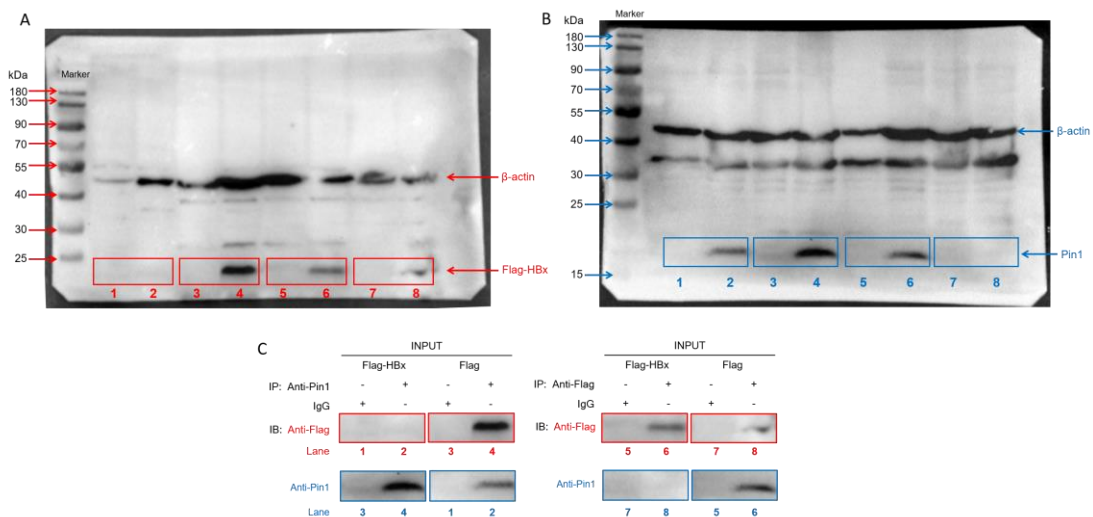 A
kDa
Marker
180
130
90
70
55
40
30
25
β-actin
Flag-HBx
1 2 3 4 5 6 7 8
B
kDa
Marker
180
130
90
70
55
40
30
25
15
β-actin
Pin1
1 2 3 4 5 6 7 8
C
INPUT
Flag-HBx Flag
IP: Anti-Pin1 - + - +
IgG + - + -
IB: Anti-Flag
Lane 1 2 3 4
Anti-Pin1
Lane 3 4 1 2
INPUT
Flag-HBx Flag
IP: Anti-Flag - + - +
IgG + - + -
IB: Anti-Flag
5 6 7 8
Anti-Pin1
7 8 5 6